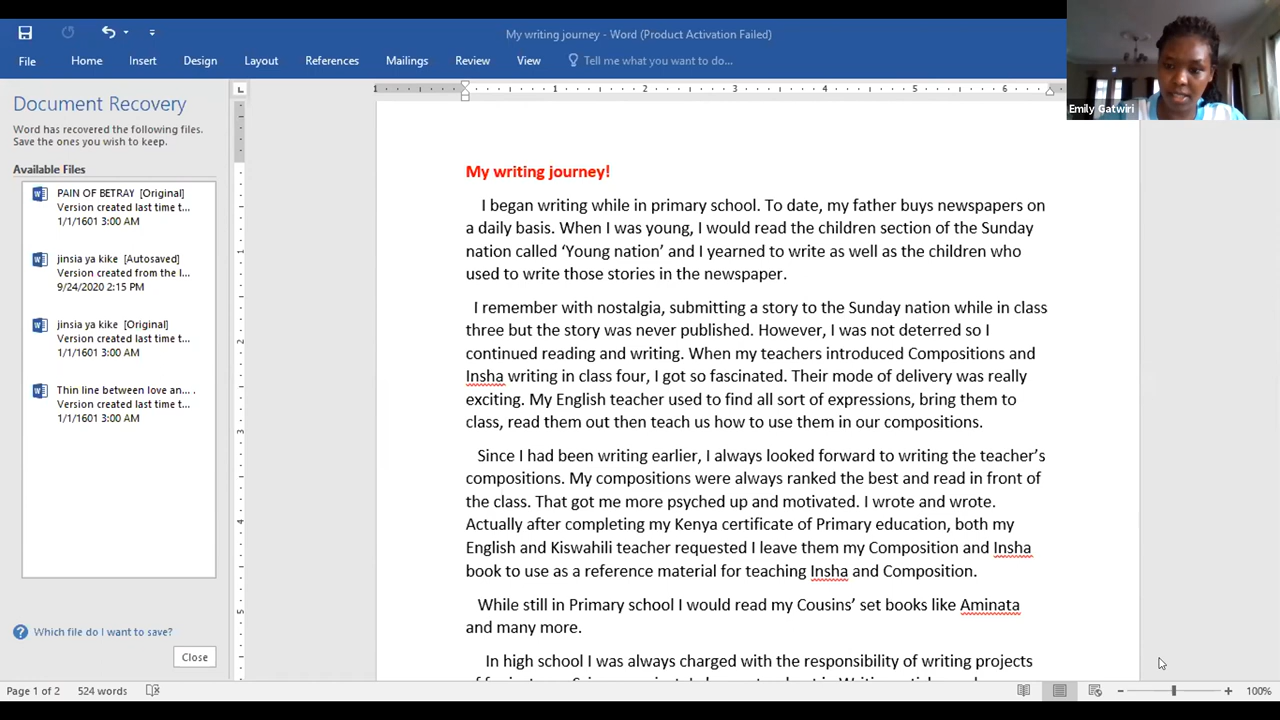 My writing journey - Word (Product Activation Failed)
File Home Insert Design Layout References Mailings Review View Tell me what you want to do...
Emily Gatwiri
Document Recovery
Word has recovered the following files.
Save the ones you wish to keep.
Available Files
PAIN OF BETRAY [Original]
Version created last time t...
1/1/1601 3:00 AM
jinsia ya kike [Autosaved]
Version created from the l...
9/24/2020 2:15 PM
jinsia ya kike [Original]
Version created last time t...
1/1/1601 3:00 AM
Thin line between love an... .
Version created last time t...
1/1/1601 3:00 AM
Which file do I want to save?
Close
1 1 2 3 4 5 6
1
2
3
4
5
My writing journey!
I began writing while in primary school. To date, my father buys newspapers on
a daily basis. When I was young, I would read the children section of the Sunday
nation called ‘Young nation’ and I yearned to write as well as the children who
used to write those stories in the newspaper.
I remember with nostalgia, submitting a story to the Sunday nation while in class
three but the story was never published. However, I was not deterred so I
continued reading and writing. When my teachers introduced Compositions and
Insha writing in class four, I got so fascinated. Their mode of delivery was really
exciting. My English teacher used to find all sort of expressions, bring them to
class, read them out then teach us how to use them in our compositions.
Since I had been writing earlier, I always looked forward to writing the teacher’s
compositions. My compositions were always ranked the best and read in front of
the class. That got me more psyched up and motivated. I wrote and wrote.
Actually after completing my Kenya certificate of Primary education, both my
English and Kiswahili teacher requested I leave them my Composition and Insha
book to use as a reference material for teaching Insha and Composition.
While still in Primary school I would read my Cousins’ set books like Aminata
and many more.
In high school I was always charged with the responsibility of writing projects
Page 1 of 2 524 words
100%